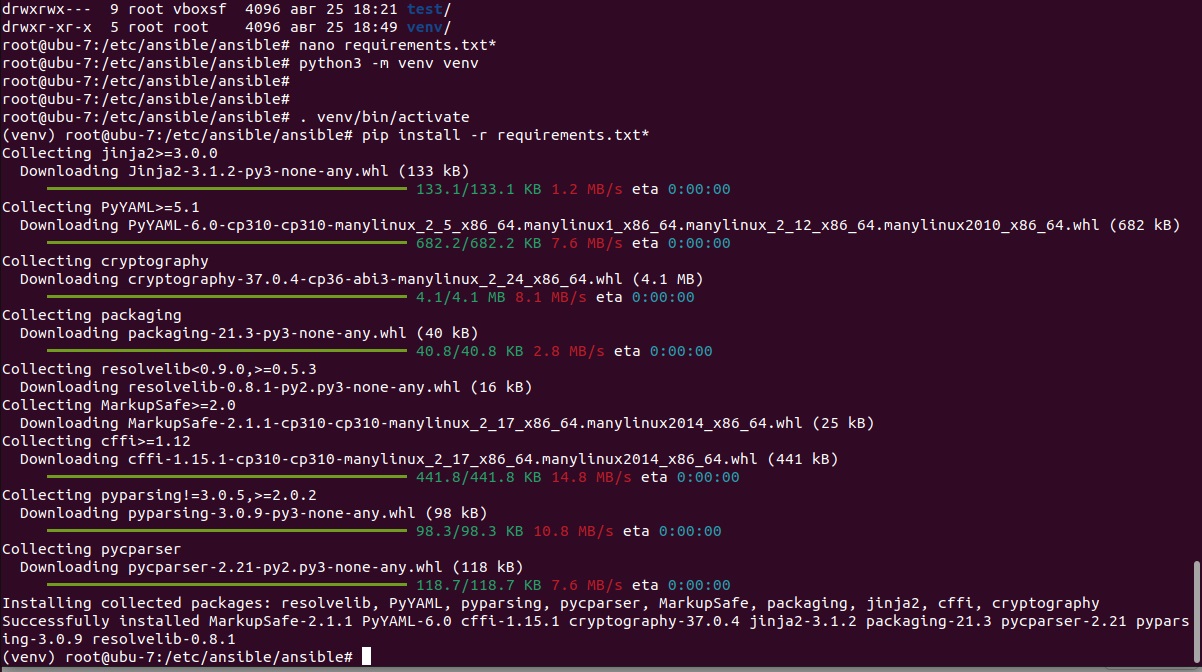 drwxrwx---  9 root vboxsf  4096 авг 25 18:21 test/
drwxr-xr-x  5 root root    4096 авг 25 18:49 venv/
root@ubu-7:/etc/ansible/ansible# nano requirements.txt*
root@ubu-7:/etc/ansible/ansible# python3 -m venv venv
root@ubu-7:/etc/ansible/ansible#
root@ubu-7:/etc/ansible/ansible#
root@ubu-7:/etc/ansible/ansible# . venv/bin/activate
(venv) root@ubu-7:/etc/ansible/ansible# pip install -r requirements.txt*
Collecting jinja2>=3.0.0
  Downloading Jinja2-3.1.2-py3-none-any.whl (133 kB)
133.1/133.1 KB 1.2 MB/s eta 0:00:00
Collecting PyYAML>=5.1
  Downloading PyYAML-6.0-cp310-cp310-manylinux_2_5_x86_64.manylinux1_x86_64.manylinux_2_12_x86_64.manylinux2010_x86_64.whl (682 kB)
682.2/682.2 KB 7.6 MB/s eta 0:00:00
Collecting cryptography
  Downloading cryptography-37.0.4-cp36-abi3-manylinux_2_24_x86_64.whl (4.1 MB)
4.1/4.1 MB 8.1 MB/s eta 0:00:00
Collecting packaging
  Downloading packaging-21.3-py3-none-any.whl (40 kB)
40.8/40.8 KB 2.8 MB/s eta 0:00:00
Collecting resolvelib<0.9.0,>=0.5.3
  Downloading resolvelib-0.8.1-py2.py3-none-any.whl (16 kB)
Collecting MarkupSafe>=2.0
  Downloading MarkupSafe-2.1.1-cp310-cp310-manylinux_2_17_x86_64.manylinux2014_x86_64.whl (25 kB)
Collecting cffi>=1.12
  Downloading cffi-1.15.1-cp310-cp310-manylinux_2_17_x86_64.manylinux2014_x86_64.whl (441 kB)
441.8/441.8 KB 14.8 MB/s eta 0:00:00
Collecting pyparsing!=3.0.5,>=2.0.2
  Downloading pyparsing-3.0.9-py3-none-any.whl (98 kB)
98.3/98.3 KB 10.8 MB/s eta 0:00:00
Collecting pycparser
  Downloading pycparser-2.21-py2.py3-none-any.whl (118 kB)
118.7/118.7 KB 7.6 MB/s eta 0:00:00
Installing collected packages: resolvelib, PyYAML, pyparsing, pycparser, MarkupSafe, packaging, jinja2, cffi, cryptography
Successfully installed MarkupSafe-2.1.1 PyYAML-6.0 cffi-1.15.1 cryptography-37.0.4 jinja2-3.1.2 packaging-21.3 pycparser-2.21 pypars
ing-3.0.9 resolvelib-0.8.1
(venv) root@ubu-7:/etc/ansible/ansible#